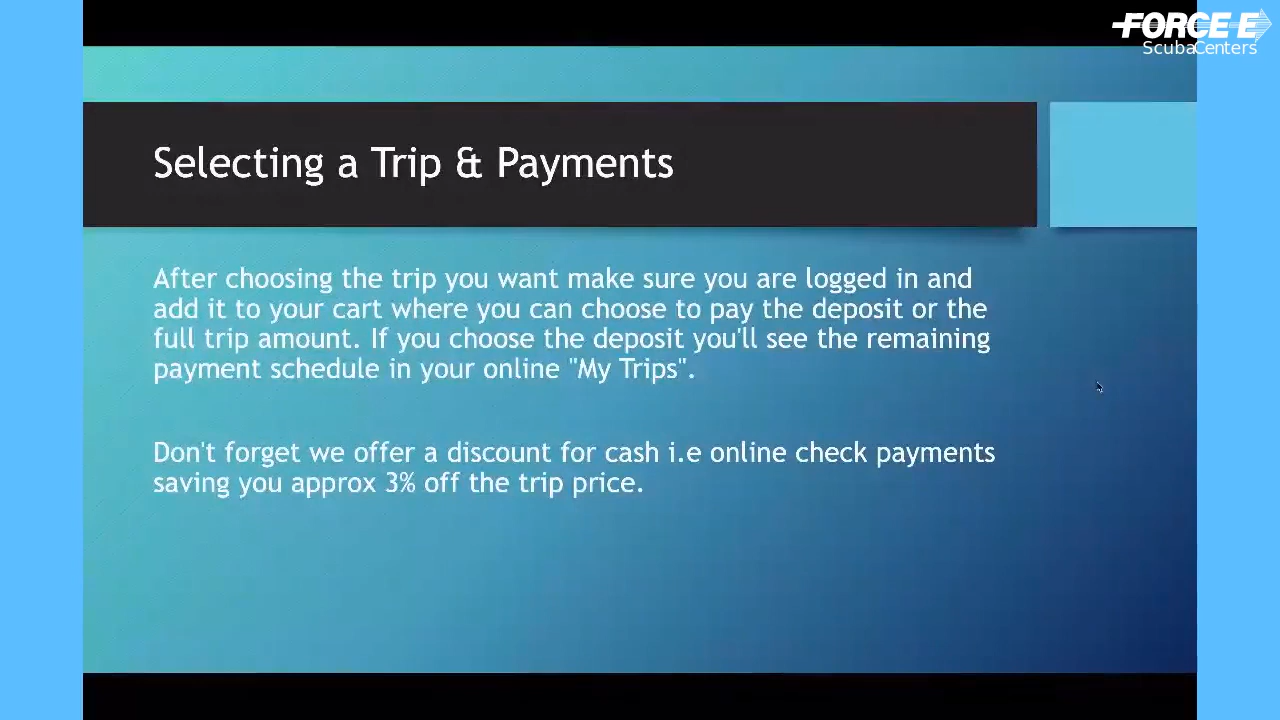 FORCE-E
ScubaCenters
Selecting a Trip & Payments
After choosing the trip you want make sure you are logged in and
add it to your cart where you can choose to pay the deposit or the
full trip amount. If you choose the deposit you'll see the remaining
payment schedule in your online "My Trips".
Don't forget we offer a discount for cash i.e online check payments
saving you approx 3% off the trip price.